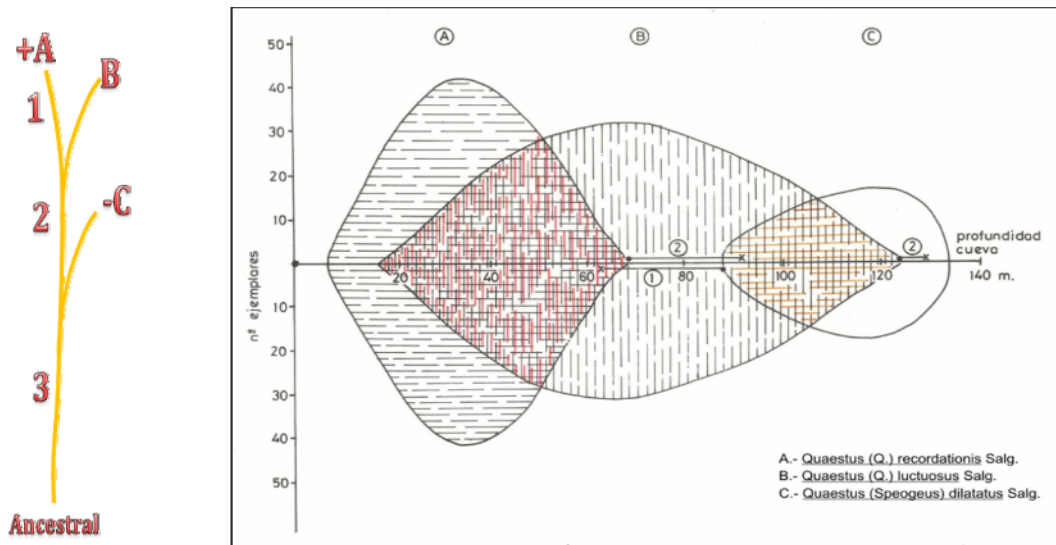 +A
B
1
2
-C
3
Ancestral
A B C
50
40
30
20
10
nº ejemplares
10
20
30
40
50
20 40 60 80 100 120 140 m.
2
1
2
profundidad
cueva
A.- Quaestus (Q.) recordationis Salg.
B.- Quaestus (Q.) luctuosus Salg.
C.- Quaestus (Speogeus) dilatatus Salg.